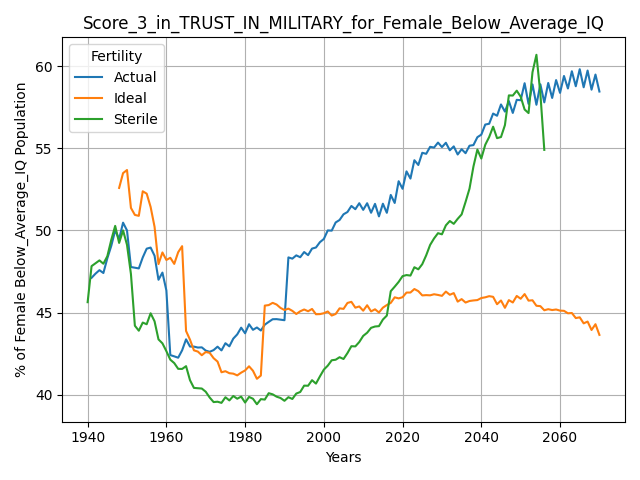 Score_3_in_TRUST_IN_MILITARY_for_Female_Below_Average_IQ
Fertility
Actual
Ideal
Sterile
% of Female Below_Average_IQ Population
60
55
50
45
40
1940
1960
1980
2000
2020
2040
2060
Years